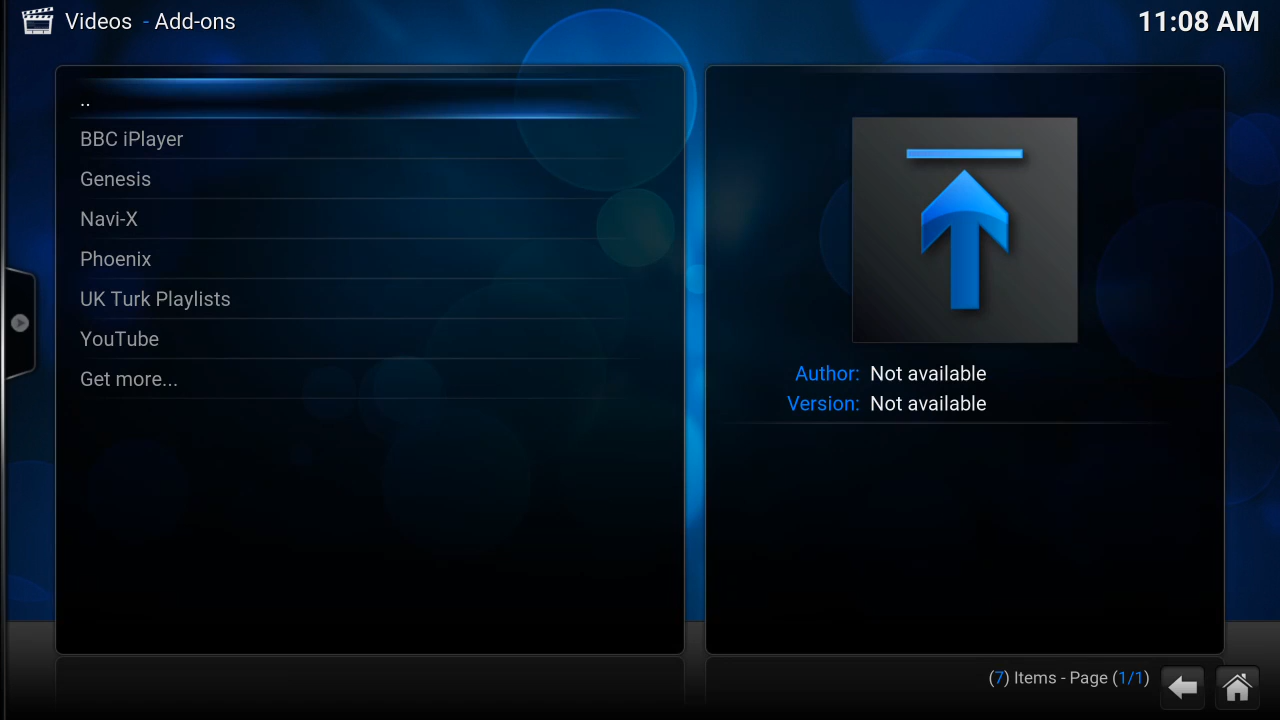 Videos - Add-ons
11:08 AM
..
BBC iPlayer
Genesis
Navi-X
Phoenix
UK Turk Playlists
YouTube
Get more...
Author: Not available
Version: Not available
(7) Items - Page (1/1)